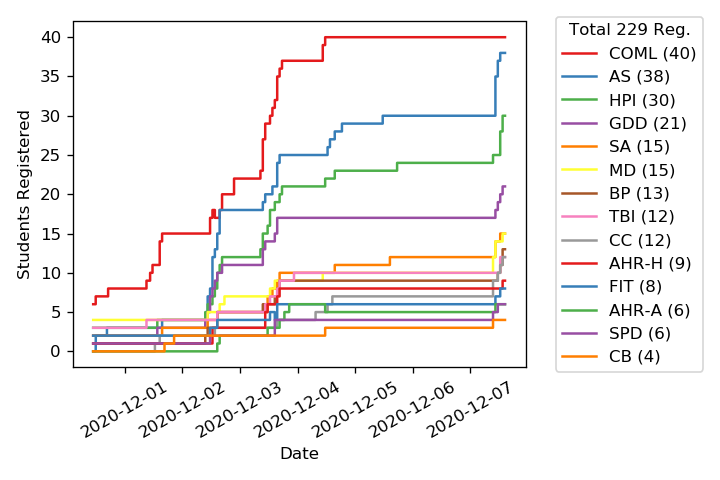 40
35
30
25
20
15
10
5
0
Students Registered
2020-12-01
2020-12-02
2020-12-03
2020-12-04
2020-12-05
2020-12-06
2020-12-07
Date
Total 229 Reg.
COML (40)
AS (38)
HPI (30)
GDD (21)
SA (15)
MD (15)
BP (13)
TBI (12)
CC (12)
AHR-H (9)
FIT (8)
AHR-A (6)
SPD (6)
CB (4)